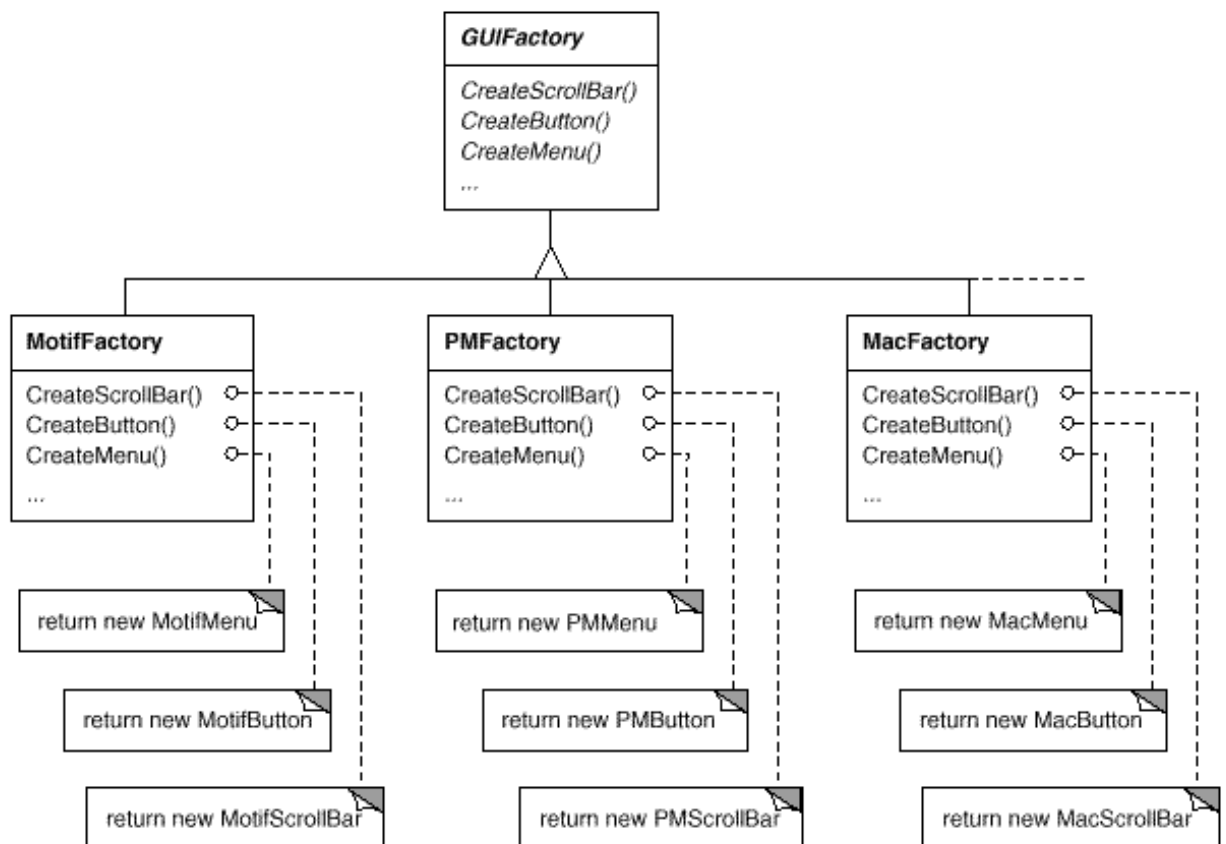 GUIFactory
CreateScrollBar()
CreateButton()
CreateMenu()
...
MotifFactory
CreateScrollBar()
CreateButton()
CreateMenu()
...
PMFactory
CreateScrollBar()
CreateButton()
CreateMenu()
...
MacFactory
CreateScrollBar()
CreateButton()
CreateMenu()
...
return new MotifMenu
return new PMMenu
return new MacMenu
return new MotifButton
return new PMButton
return new MacButton
return new MotifScrollBar
return new PMScrollBar
return new MacScrollBar